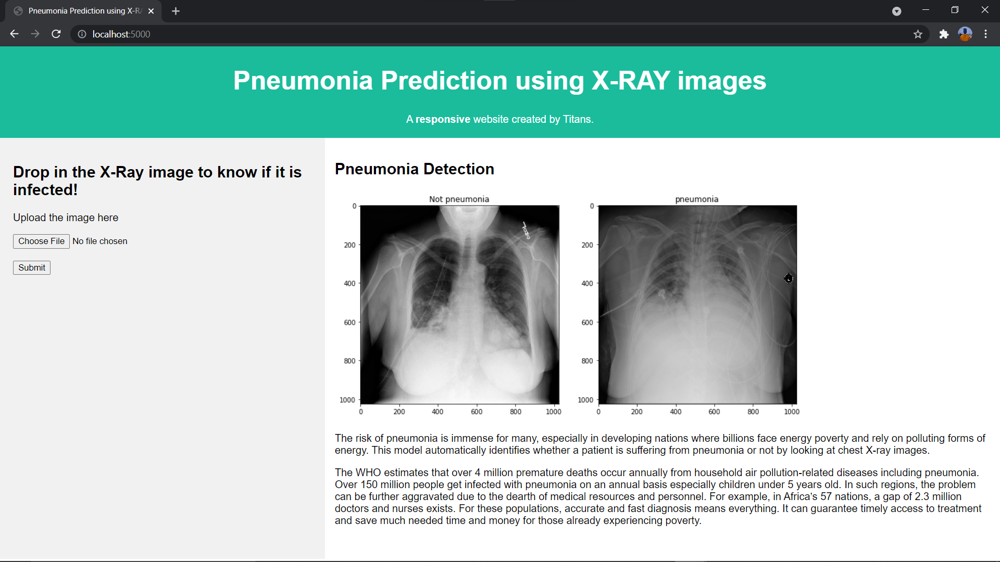 Pneumonia Prediction using X-RA
localhost:5000
Pneumonia Prediction using X-RAY images
A responsive website created by Titans.
Drop in the X-Ray image to know if it is
infected!
Upload the image here
Choose File No file chosen
Submit
Pneumonia Detection
Not pneumonia
0
200
400
600
800
1000
0 200 400 600 800 1000
pneumonia
0
200
400
600
800
1000
L
0 200 400 600 800 1000
The risk of pneumonia is immense for many, especially in developing nations where billions face energy poverty and rely on polluting forms of
energy. This model automatically identifies whether a patient is suffering from pneumonia or not by looking at chest X-ray images.
The WHO estimates that over 4 million premature deaths occur annually from household air pollution-related diseases including pneumonia.
Over 150 million people get infected with pneumonia on an annual basis especially children under 5 years old. In such regions, the problem
can be further aggravated due to the dearth of medical resources and personnel. For example, in Africa’s 57 nations, a gap of 2.3 million
doctors and nurses exists. For these populations, accurate and fast diagnosis means everything. It can guarantee timely access to treatment
and save much needed time and money for those already experiencing poverty.